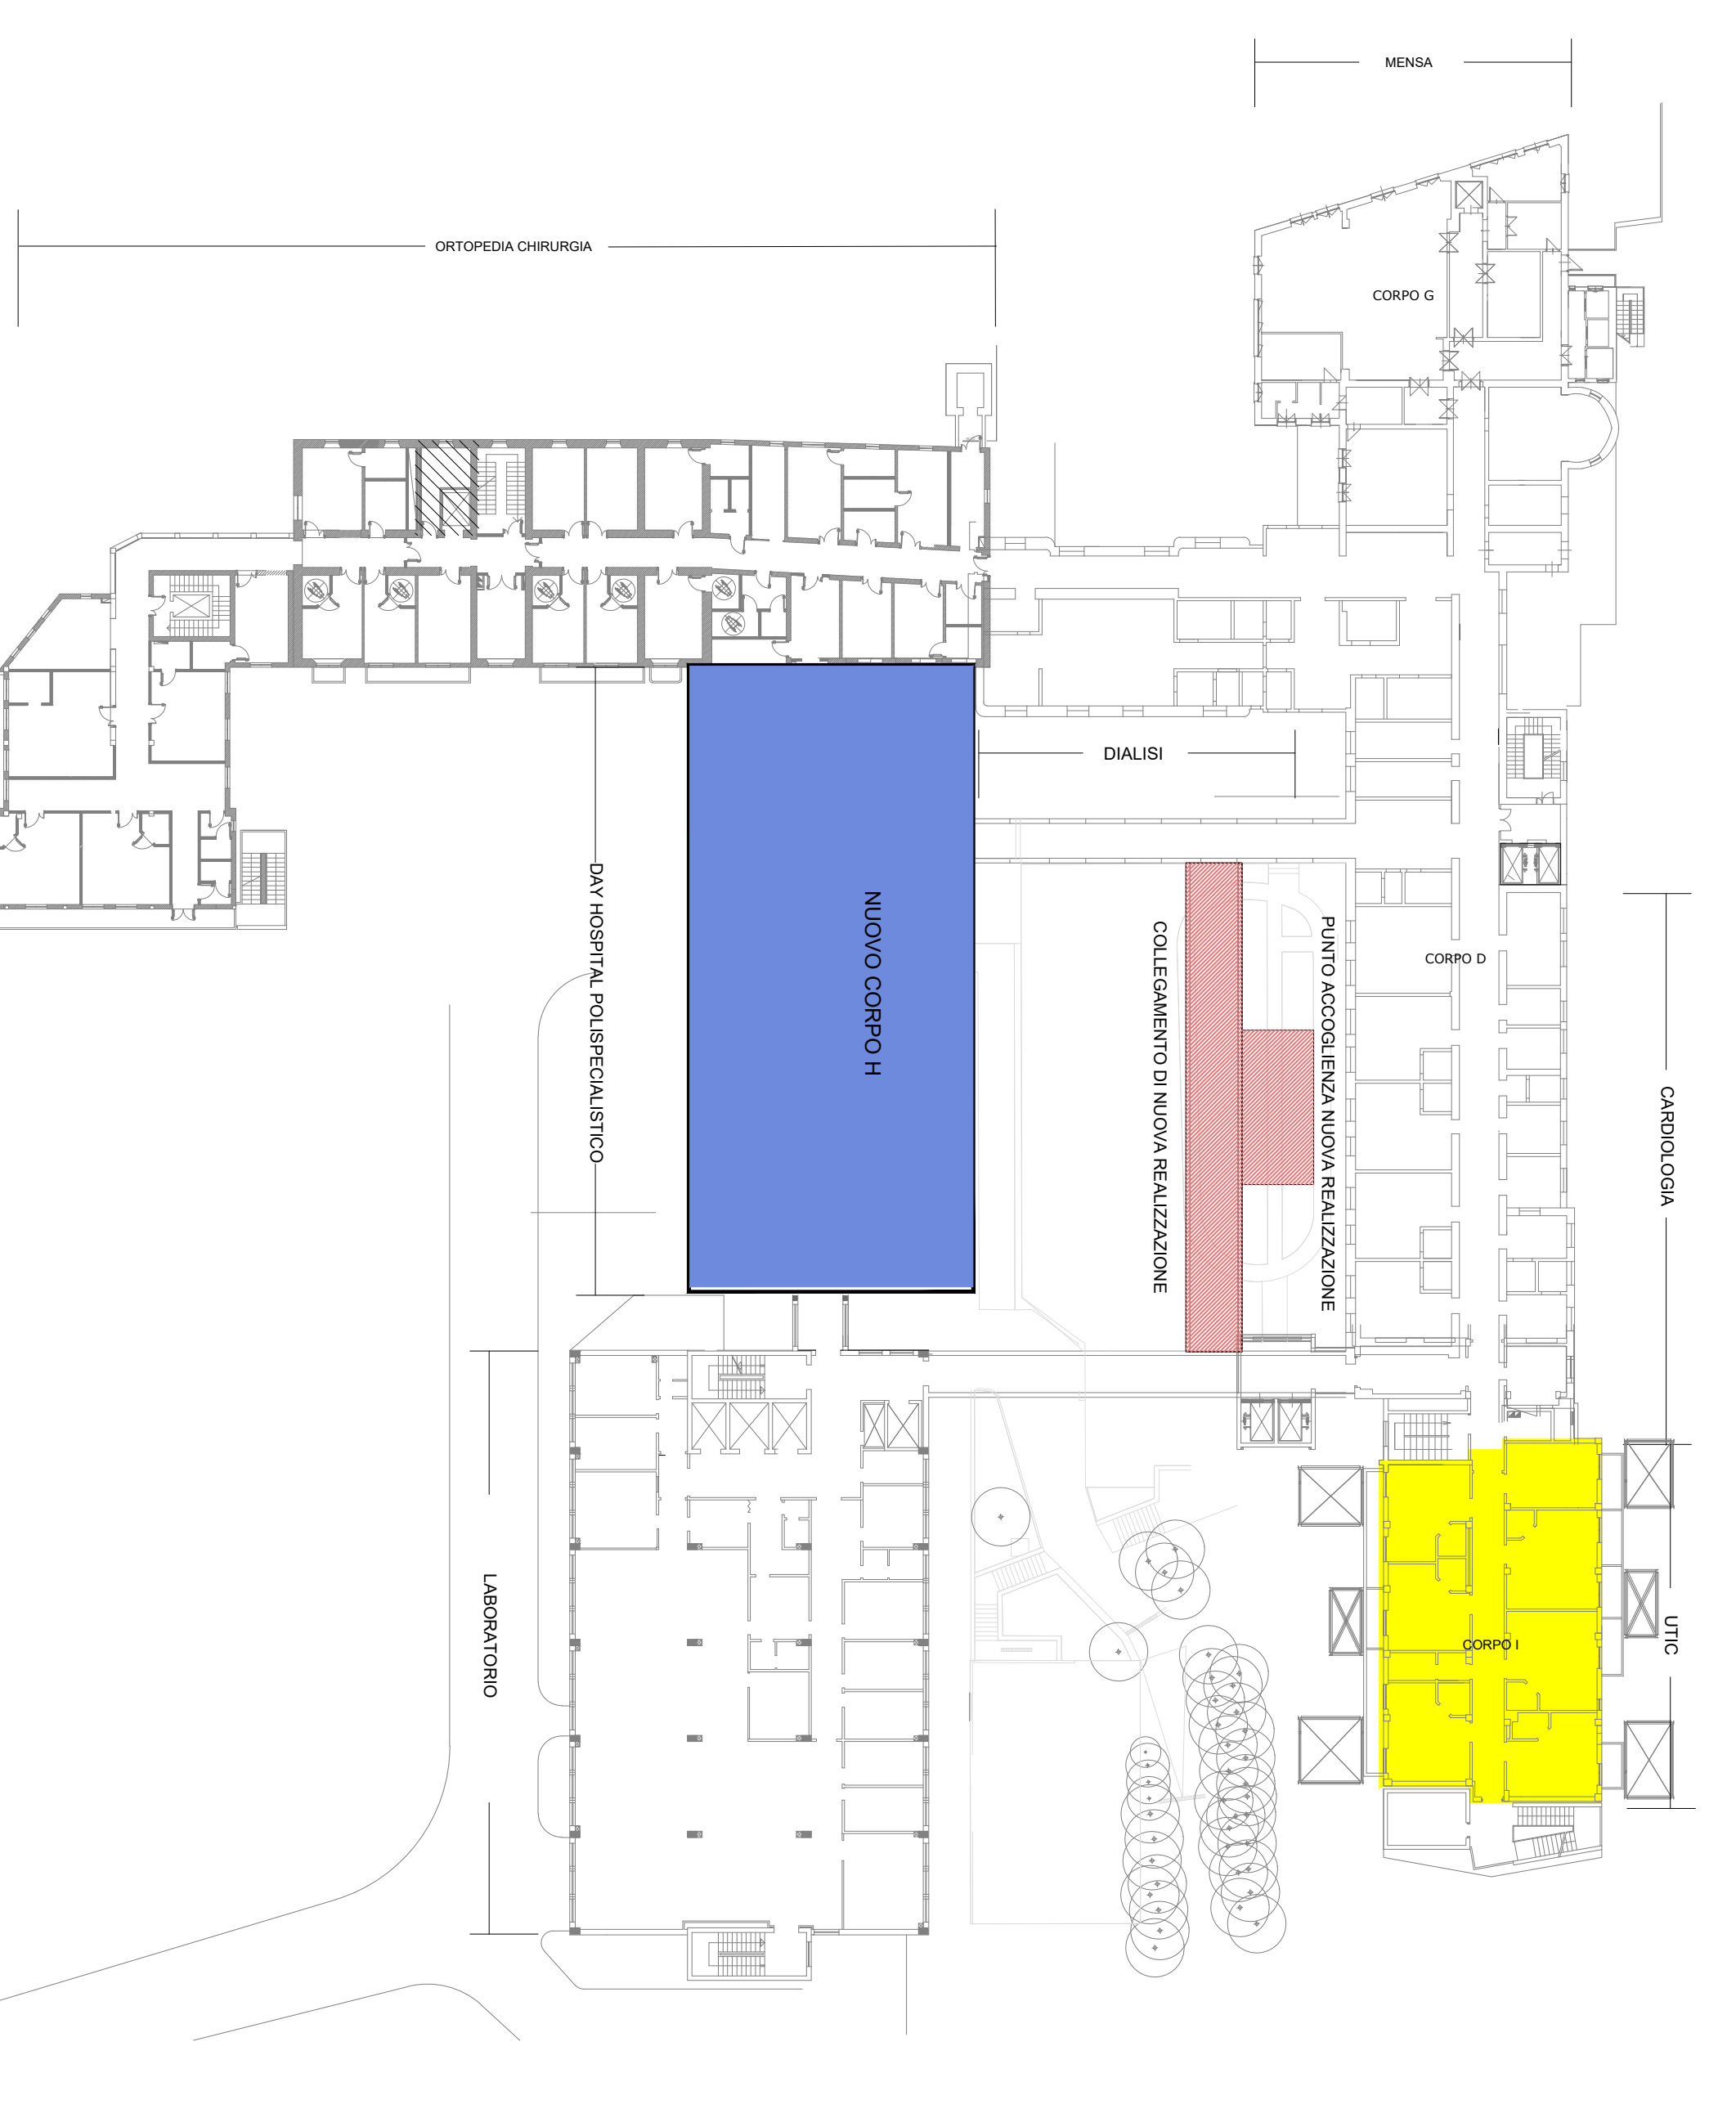 MENSA
ORTOPEDIA CHIRURGIA
CORPO G
DIALISI
DAY HOSPITAL POLISPECIALISTICO
NUOVO CORPO H
COLLEGAMENTO DI NUOVA REALIZZAZIONE
PUNTO ACCOGLIENZA NUOVA REALIZZAZIONE
CORPO D
CARDIOLOGIA
LABORATORIO
CORPO I
UTIC